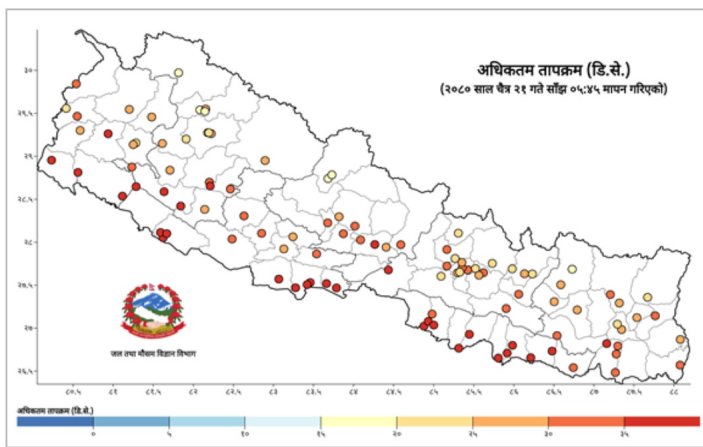 अधिकतम तापक्रम (डि.से.)
(२०८० साल चैत्र २१ गते साँझ ०५:४५ मापन गरिएको)
३०
२९.५
२९
२८.५
२८
२७.५
२७
२६.५
जल तथा मौसम विज्ञान विभाग
८०.५ ८१ ८१.५ ८२ ८२.५ ८३ ८३.५ ८४ ८४.५ ८५ ८५.५ ८६ ८६.५ ८७ ८७.५ ८८
अधिकतम तापक्रम (डि.से.)
० ५ १० १५ २० २५ ३० ३५